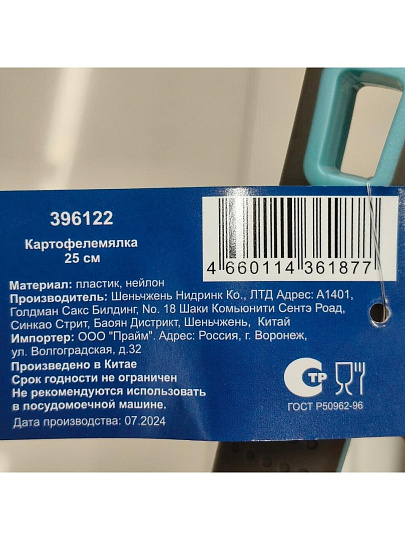 396122
Картофелемялка
25 см
4 660114 361877
Материал: пластик, нейлон
Производитель: Шеньчжень Нидринк Ко., ЛТД Адрес: А1401,
Голдман Сакс Билдинг, No. 18 Шаки Комьюнити Сентэ Роад,
Синкао Стрит, Баоян Дистрикт, Шеньчжень, Китай
Импортер: ООО "Прайм". Адрес: Россия, г. Воронеж,
ул. Волгоградская, д.32
Произведено в Китае
Срок годности не ограничен
Не рекомендуются использовать
в посудомоечной машине.
Дата производства: 07.2024
СТР
ГОСТ Р50962-96